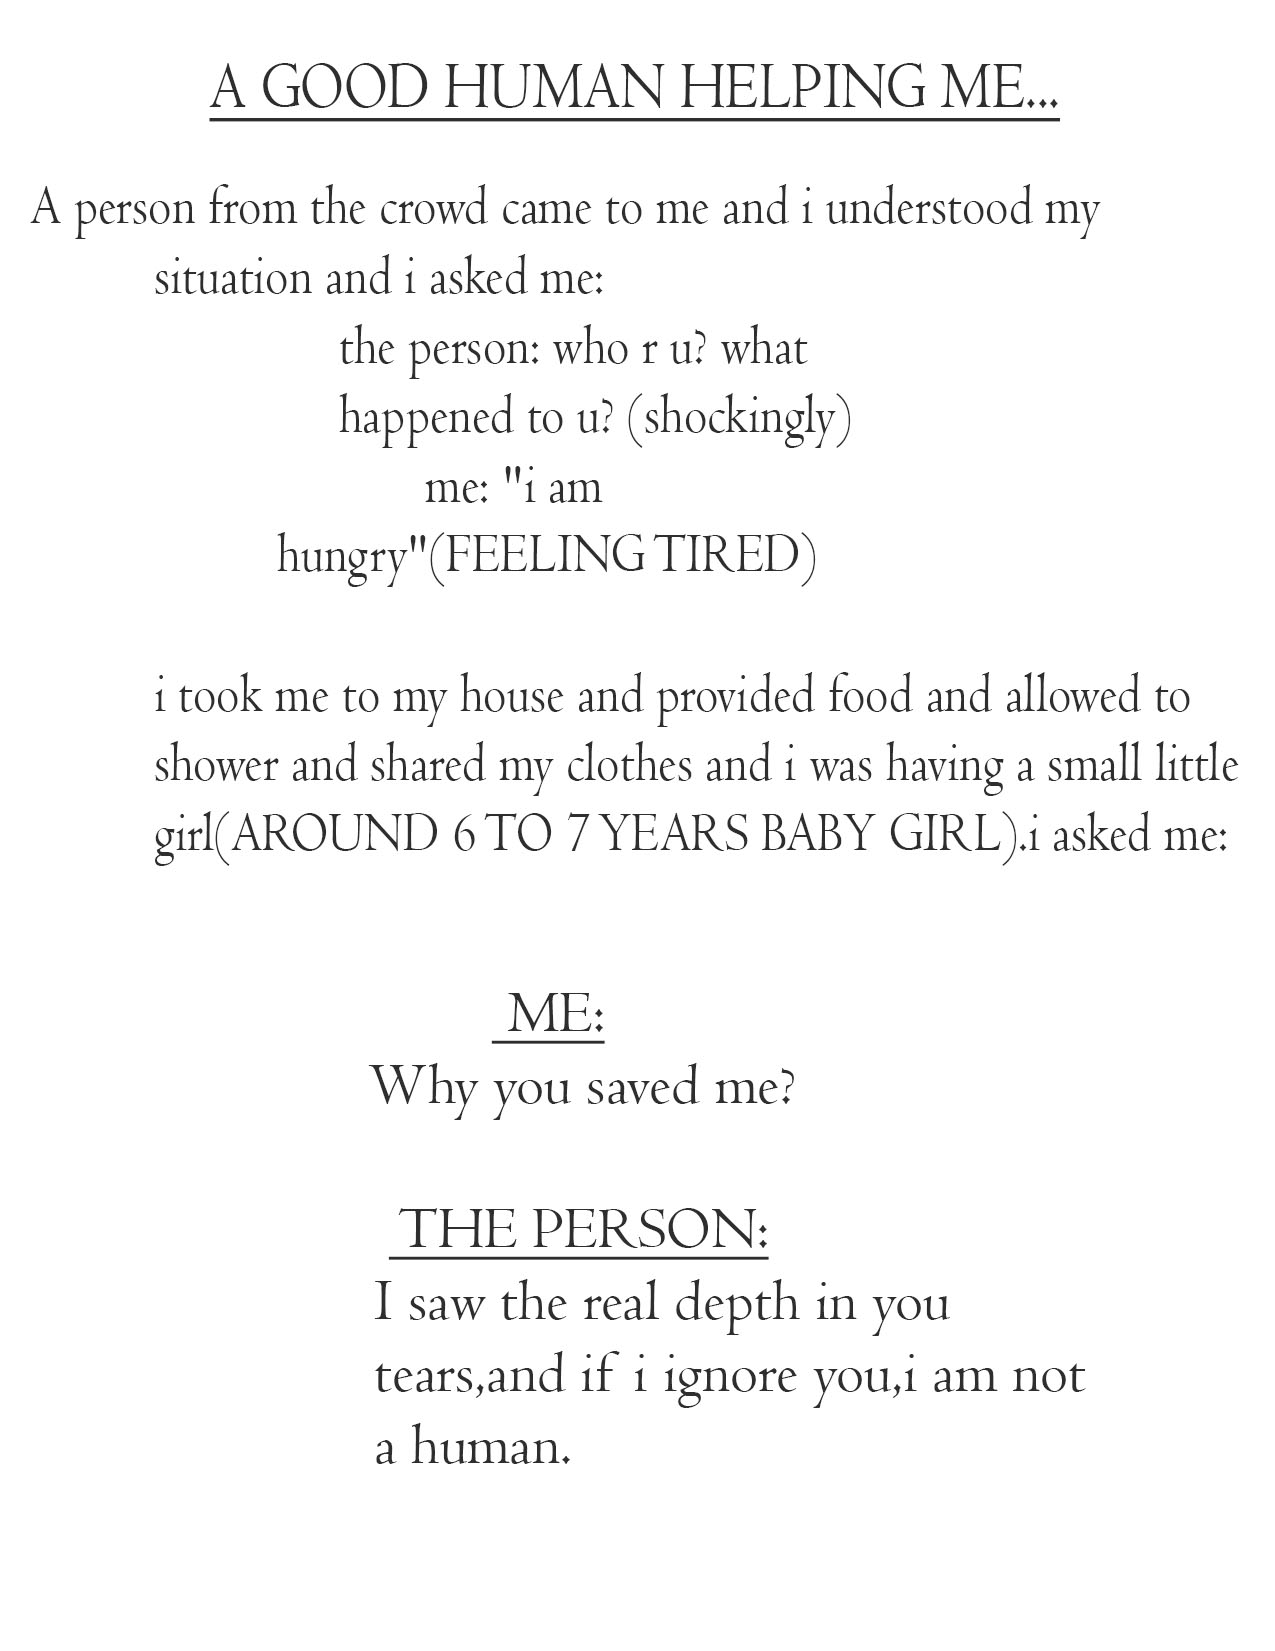 A GOOD HUMAN HELPING ME...
A person from the crowd came to me and i understood my
situation and i asked me:
the person: who r u? what
happened to u? (shockingly)
me: "i am
hungry"(FEELING TIRED)
i took me to my house and provided food and allowed to
shower and shared my clothes and i was having a small little
girl(AROUND 6 TO 7 YEARS BABY GIRL).i asked me:
ME:
Why you saved me?
THE PERSON:
I saw the real depth in you
tears,and if i ignore you,i am not
a human.